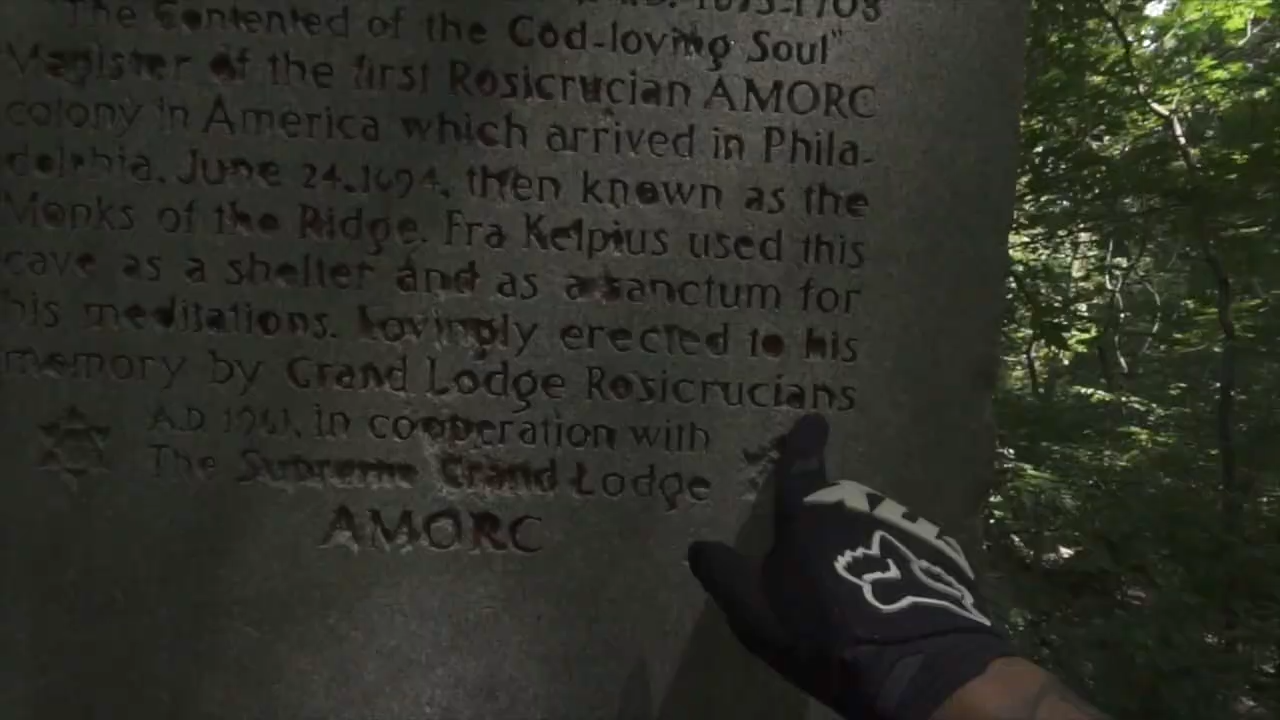 1673-1708
"The Contented of the God-loving Soul"
Magister of the first Rosicrucian AMORC
colony in America which arrived in Phila-
delphia, June 24, 1694, then known as the
Monks of the Ridge. Fra Kelpius used this
cave as a shelter and as a sanctum for
his meditations. Lovingly erected to his
memory by Grand Lodge Rosicrucians
A.D. 1961, in cooperation with
The Supreme Grand Lodge
AMORC